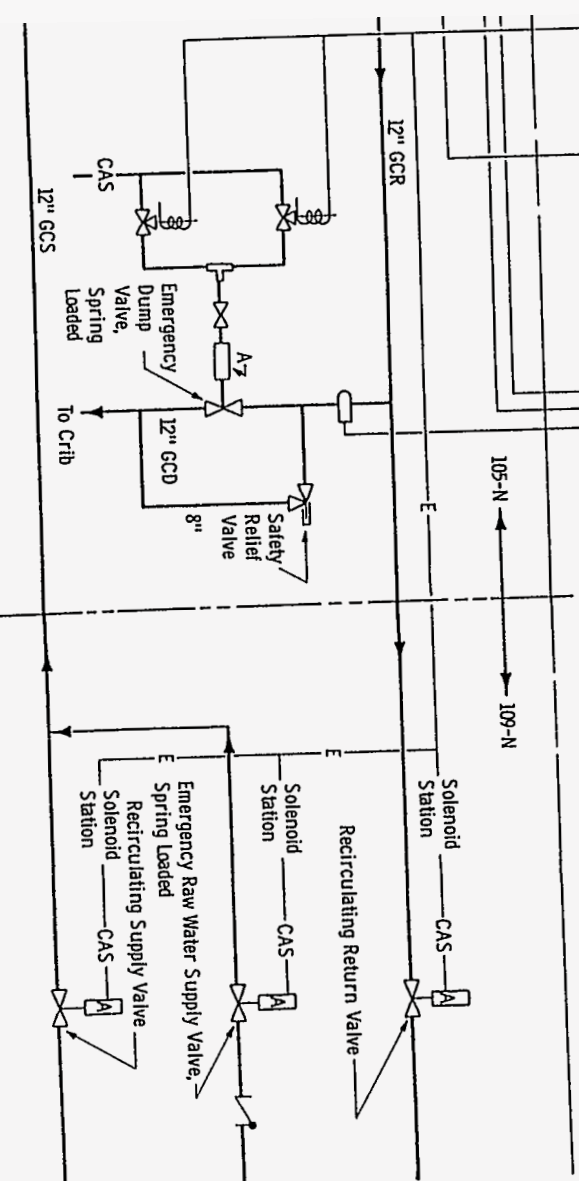 12" GCR
CAS
12" GCS
Emergency
Dump
Valve,
Spring
Loaded
A
To Crib
12" GCD
8"
Safety
Relief
Valve
E
105-N
109-N
E
E
Solenoid
Station
CAS
A
Recirculating Return Valve
Solenoid
Station
CAS
A
Emergency Raw Water Supply Valve,
Spring Loaded
Solenoid
Station
CAS
A
Recirculating Supply Valve